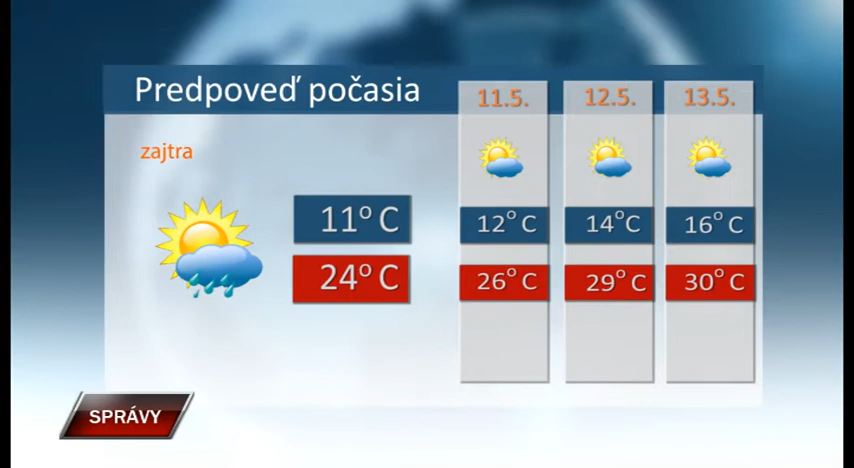 Predpoveď počasia
zajtra
11° C
24° C
11.5.
12° C
26° C
12.5.
14°C
29° C
13.5.
16° C
30° C
SPRÁVY